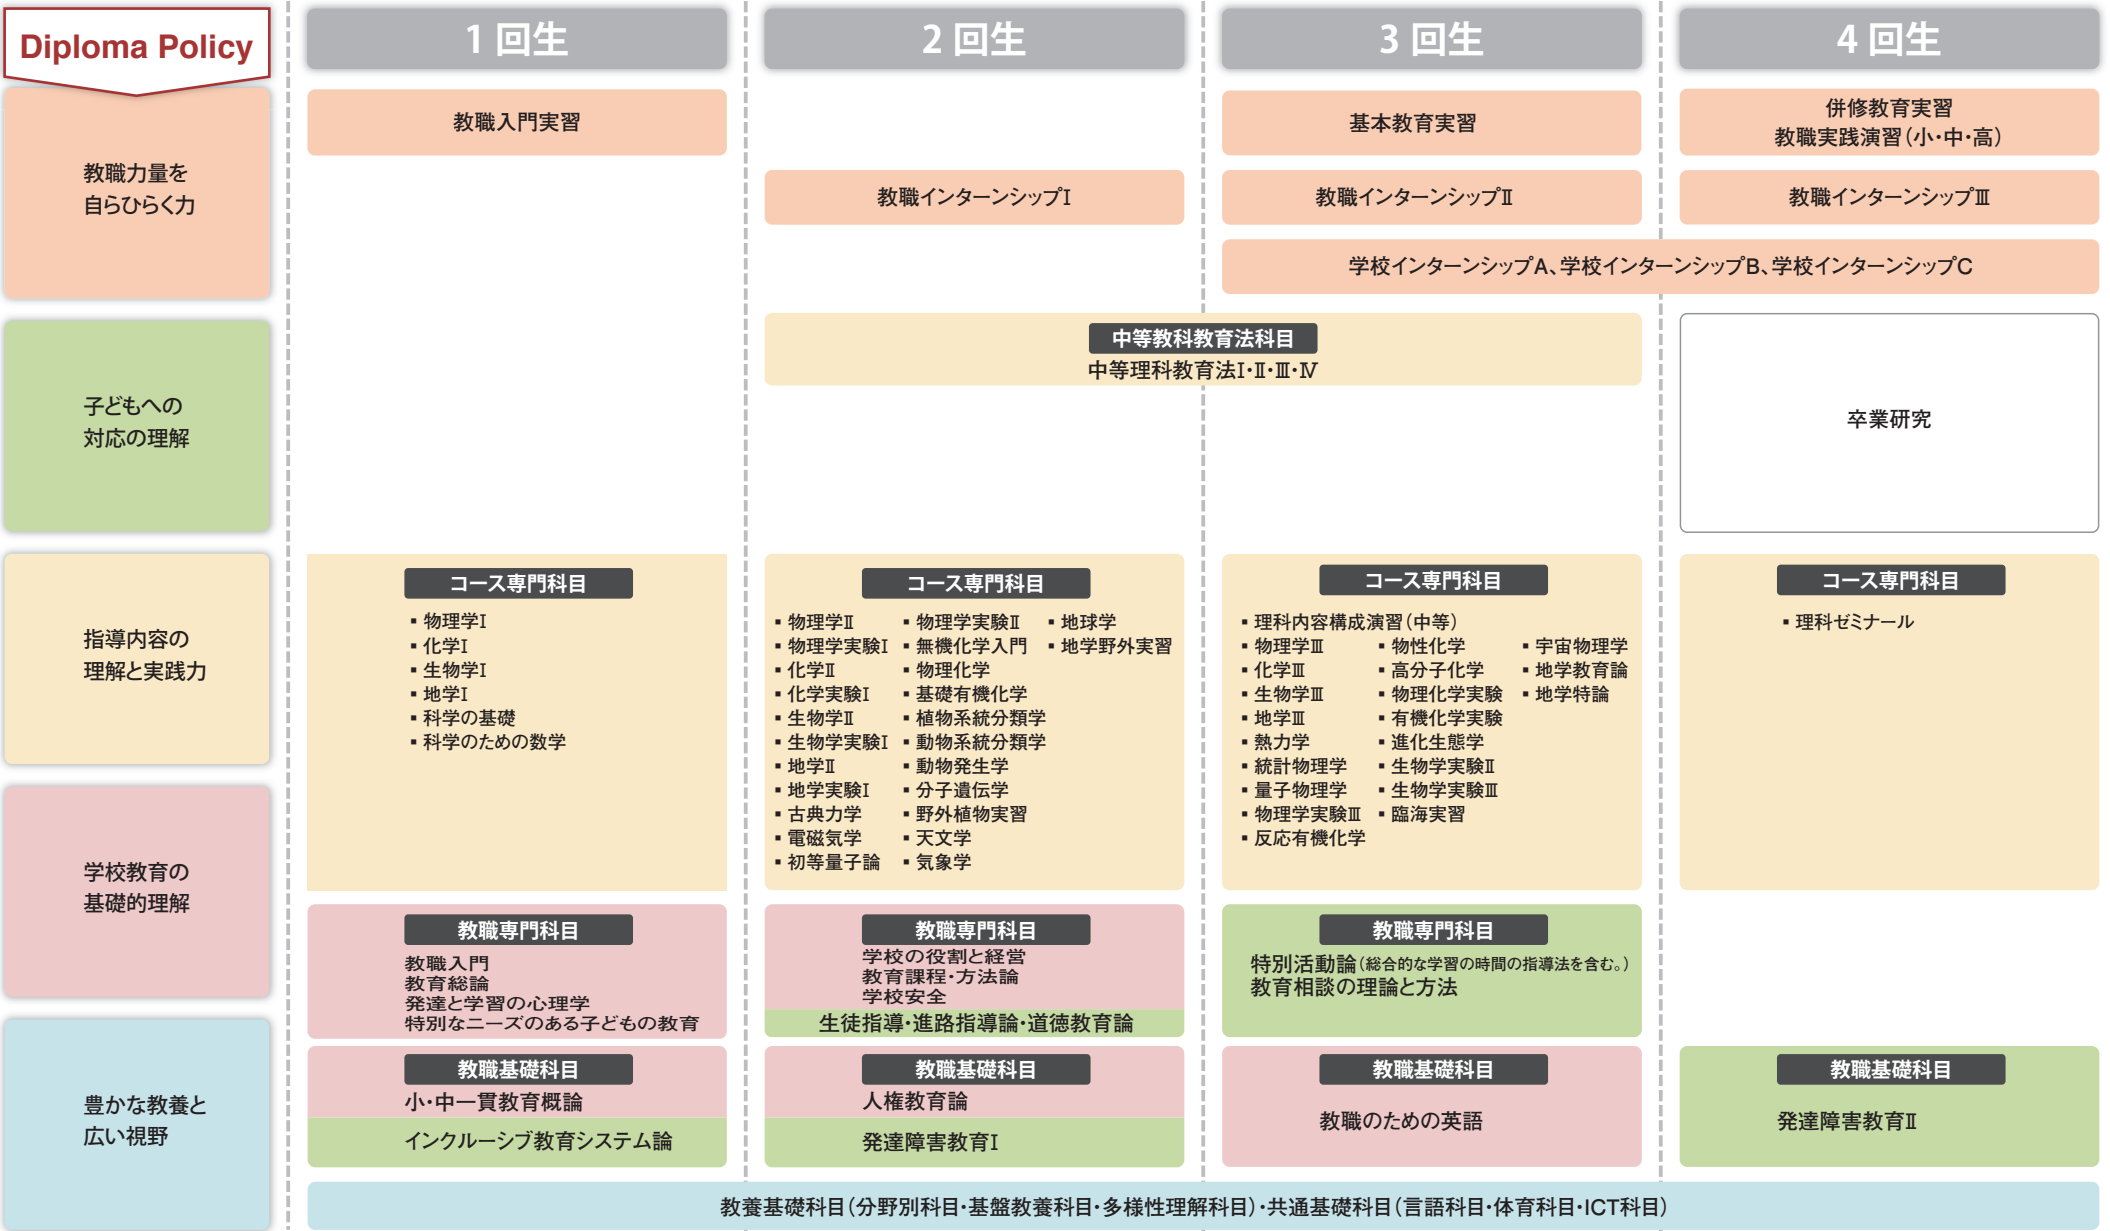 Diploma Policy
1 回生
2 回生
3 回生
4 回生
教職力量を
自らひらく力
教職入門実習
基本教育実習
併修教育実習
教職実践演習(小・中・高)
教職インターンシップⅠ
教職インターンシップⅡ
教職インターンシップⅢ
学校インターンシップA、学校インターンシップB、学校インターンシップC
子どもへの
対応の理解
中等教科教育法科目
中等理科教育法Ⅰ・Ⅱ・Ⅲ・Ⅳ
卒業研究
指導内容の
理解と実践力
コース専門科目
▪ 物理学Ⅰ
▪ 化学Ⅰ
▪ 生物学Ⅰ
▪ 地学Ⅰ
▪ 科学の基礎
▪ 科学のための数学
コース専門科目
▪ 物理学Ⅱ
▪ 物理学実験Ⅰ
▪ 化学Ⅱ
▪ 化学実験Ⅰ
▪ 生物学Ⅱ
▪ 生物学実験Ⅰ
▪ 地学Ⅱ
▪ 地学実験Ⅰ
▪ 古典力学
▪ 電磁気学
▪ 初等量子論
▪ 物理学実験Ⅱ
▪ 無機化学入門
▪ 物理化学
▪ 基礎有機化学
▪ 植物系統分類学
▪ 動物系統分類学
▪ 動物発生学
▪ 分子遺伝学
▪ 野外植物実習
▪ 天文学
▪ 気象学
▪ 地球学
▪ 地学野外実習
コース専門科目
▪ 理科内容構成演習(中等)
▪ 物理学Ⅲ
▪ 化学Ⅲ
▪ 生物学Ⅲ
▪ 地学Ⅲ
▪ 熱力学
▪ 統計物理学
▪ 量子物理学
▪ 物理学実験Ⅲ
▪ 反応有機化学
▪ 物性化学
▪ 高分子化学
▪ 物理化学実験
▪ 有機化学実験
▪ 進化生態学
▪ 生物学実験Ⅱ
▪ 生物学実験Ⅲ
▪ 臨海実習
▪ 宇宙物理学
▪ 地学教育論
▪ 地学特論
コース専門科目
▪ 理科ゼミナール
学校教育の
基礎的理解
教職専門科目
教職入門
教育総論
発達と学習の心理学
特別なニーズのある子どもの教育
教職専門科目
学校の役割と経営
教育課程・方法論
学校安全
生徒指導・進路指導論・道徳教育論
教職専門科目
特別活動論(総合的な学習の時間の指導法を含む。)
教育相談の理論と方法
豊かな教養と
広い視野
教職基礎科目
小・中一貫教育概論
インクルーシブ教育システム論
教職基礎科目
人権教育論
発達障害教育Ⅰ
教職基礎科目
教職のための英語
教職基礎科目
発達障害教育Ⅱ
教養基礎科目(分野別科目・基盤教養科目・多様性理解科目)・共通基礎科目(言語科目・体育科目・ICT科目)